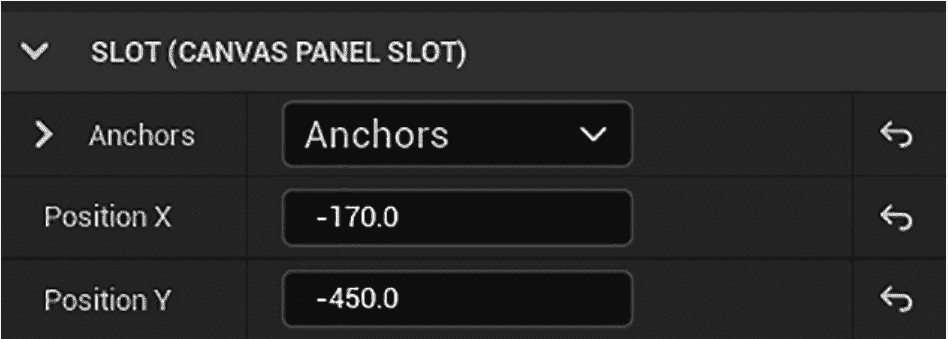 SLOT (CANVAS PANEL SLOT)
Anchors Anchors
Position X -170.0
Position Y -450.0